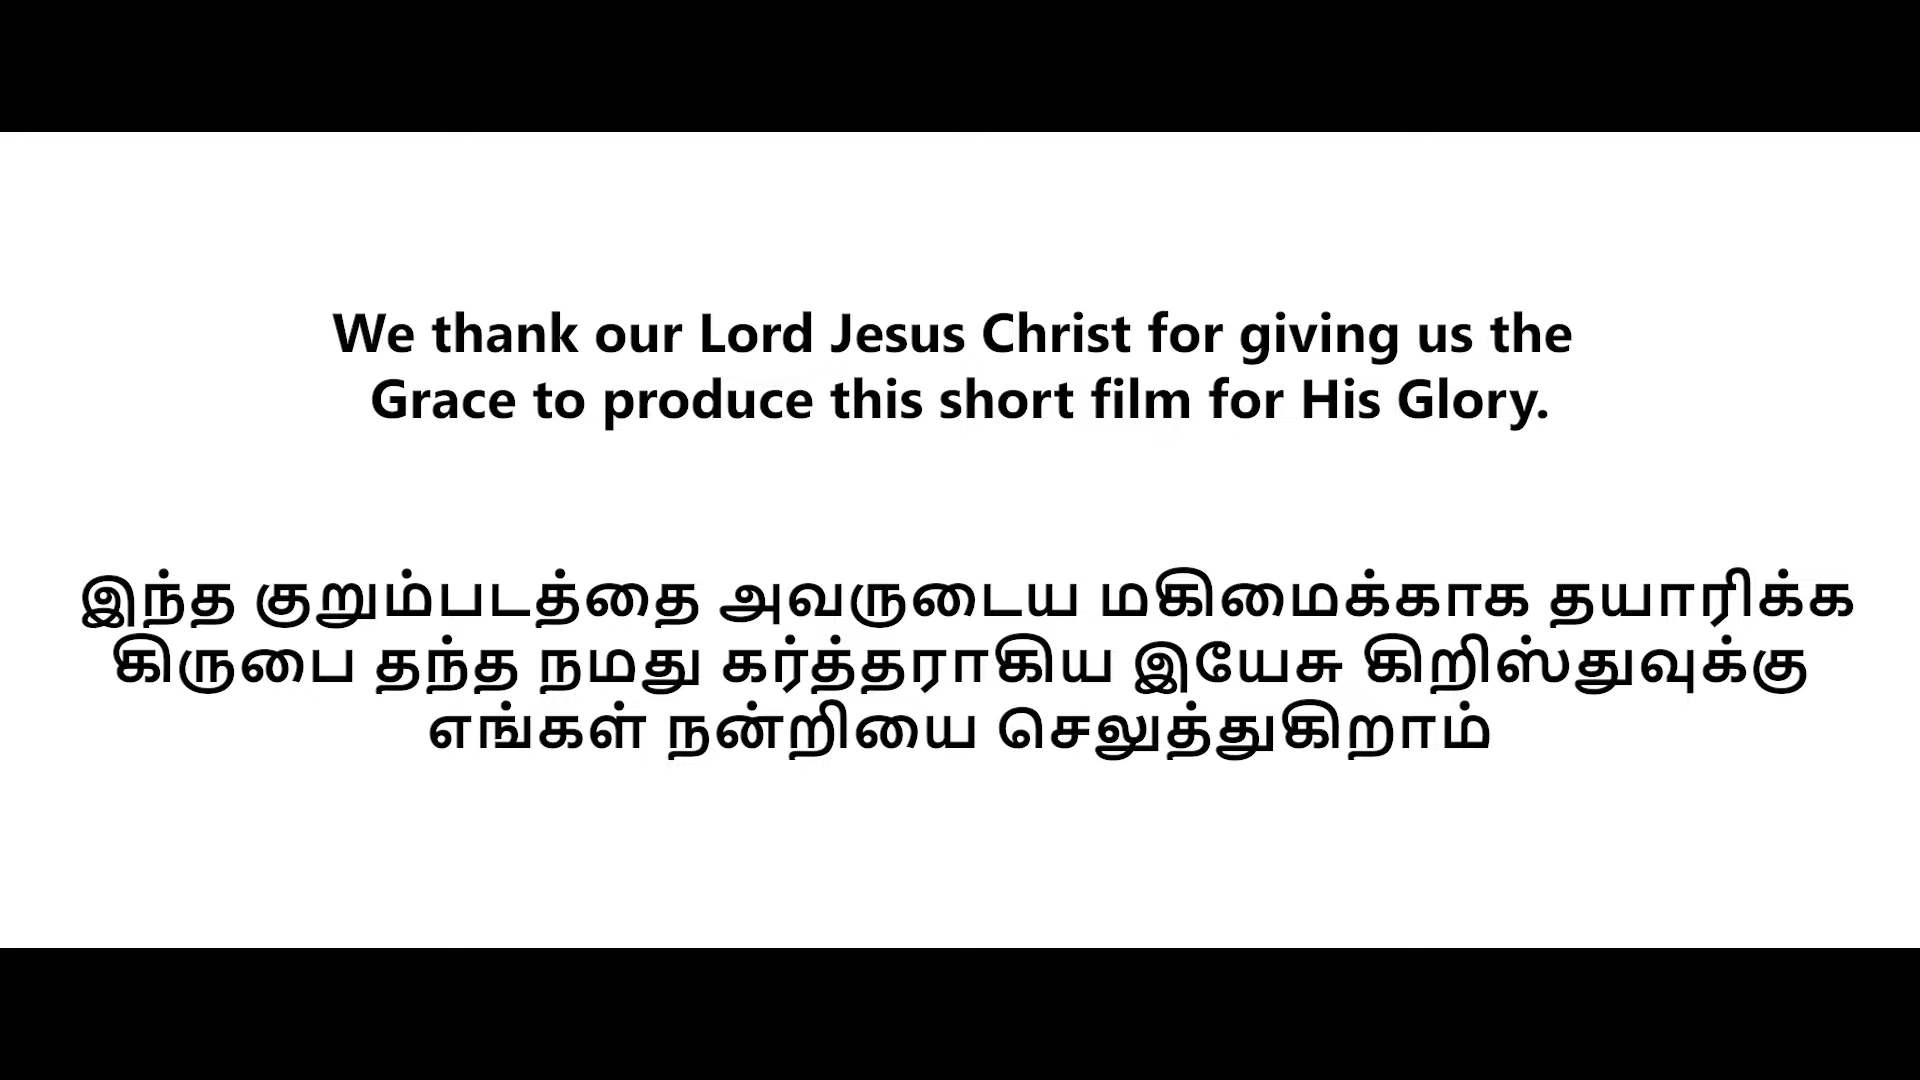 We thank our Lord Jesus Christ for giving us the
Grace to produce this short film for His Glory.
இந்த குறும்படத்தை அவருடைய மகிமைக்காக தயாரிக்க
கிருபை தந்த நமது கர்த்தராகிய இயேசு கிறிஸ்துவுக்கு
எங்கள் நன்றியை செலுத்துகிறாம்